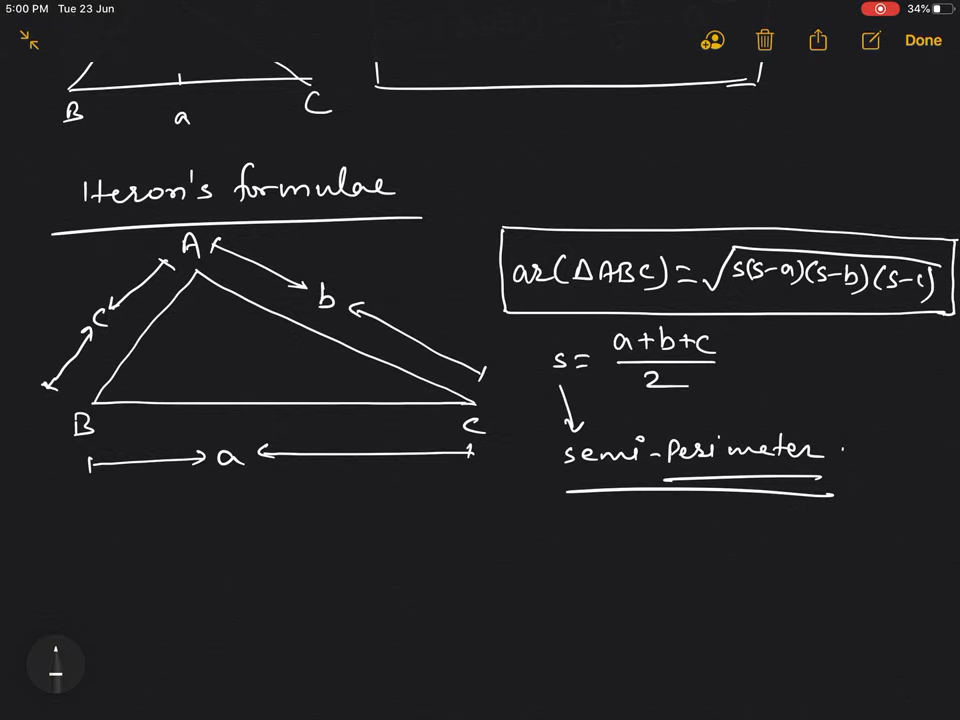 5:00 PM Tue 23 Jun
34%
Done
B a C
Heron's formulae
A
c b
B C
a
ar(ΔABC) = √s(s-a)(s-b)(s-c)
s = a+b+c
2
semi-perimeter